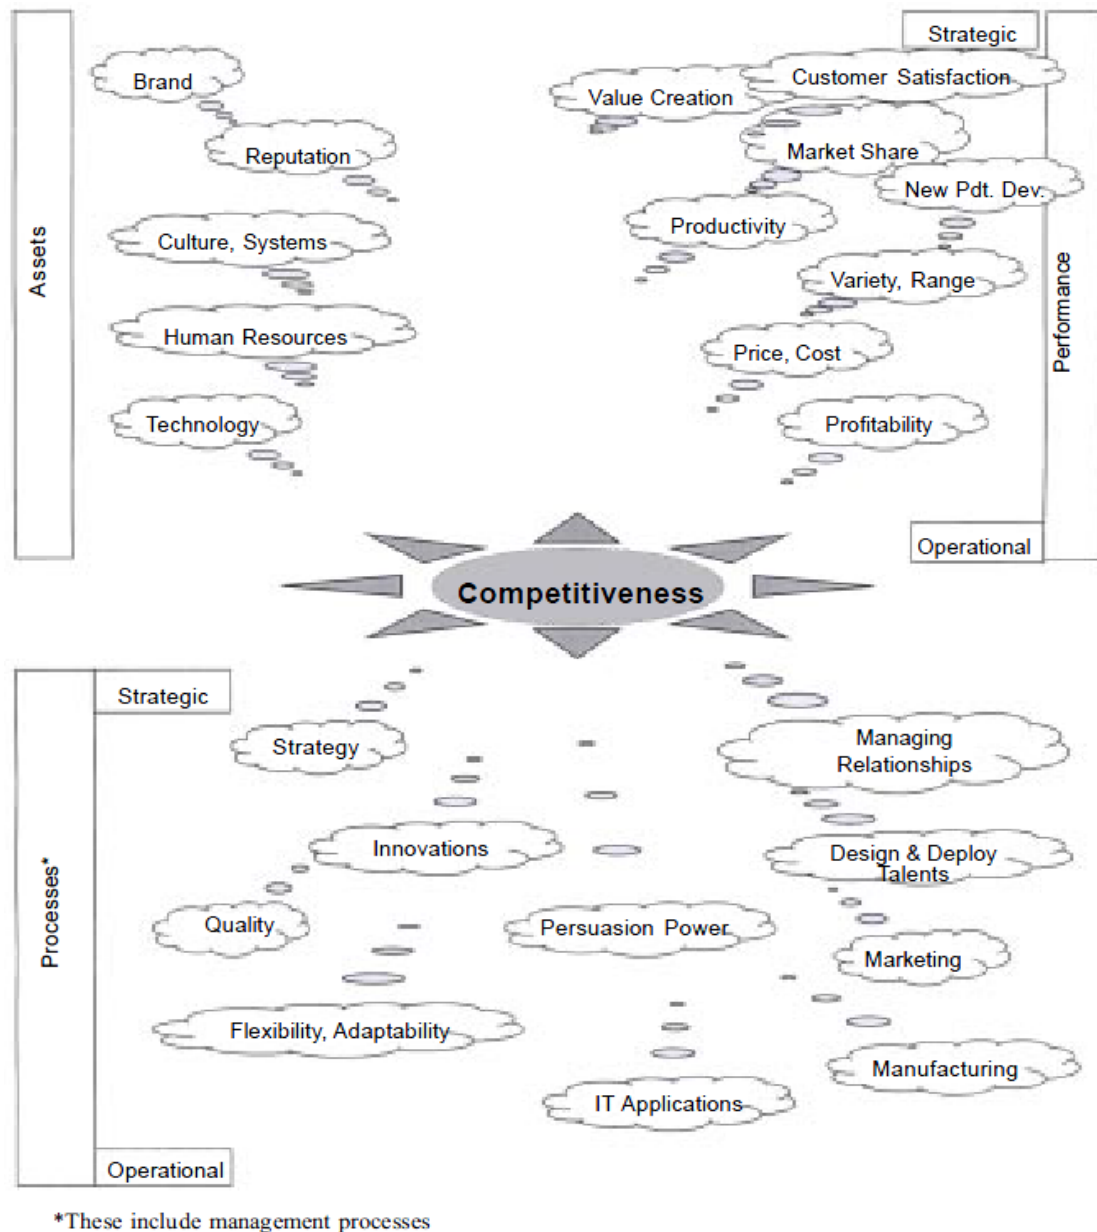 Assets
Brand
Reputation
Culture, Systems
Human Resources
Technology
Strategic
Performance
Customer Satisfaction
Value Creation
Market Share
New Pdt. Dev.
Productivity
Variety, Range
Price, Cost
Profitability
Operational
Competitiveness
Processes*
Strategic
Strategy
Managing
Relationships
Innovations
Design & Deploy
Talents
Quality
Persuasion Power
Marketing
Flexibility, Adaptability
Manufacturing
IT Applications
Operational
*These include management processes